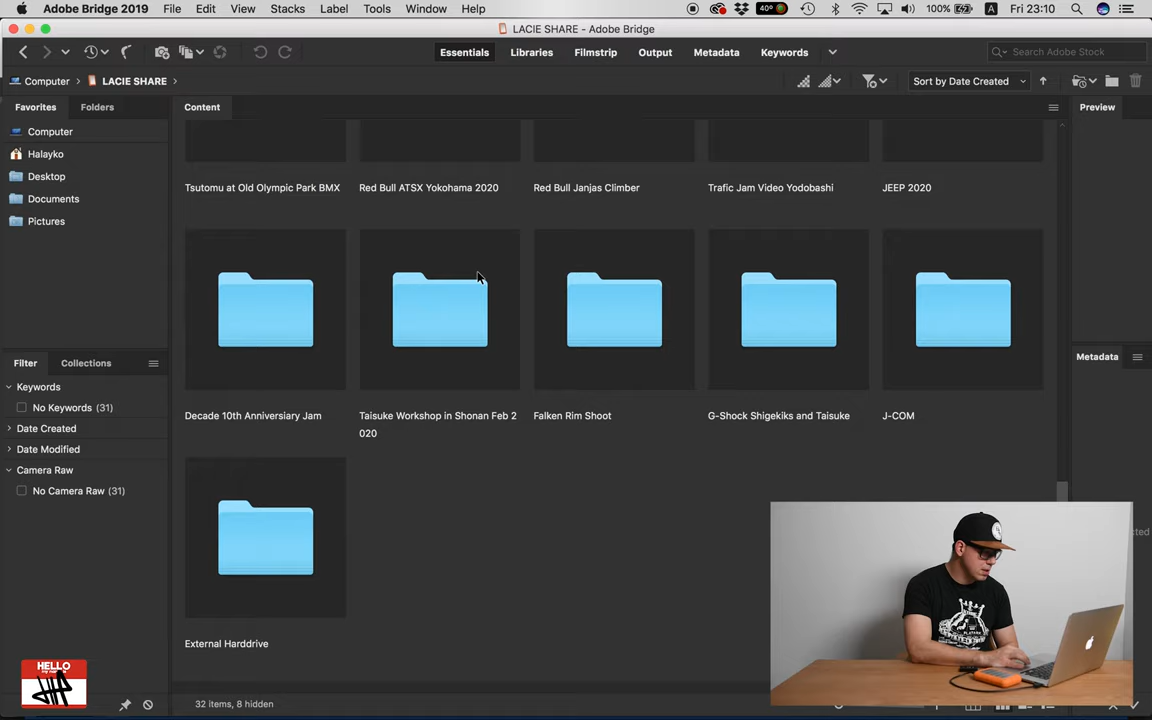 Adobe Bridge 2019 File Edit View Stacks Label Tools Window Help 40° 100% A Fri 23:10
LACIE SHARE - Adobe Bridge
Essentials Libraries Filmstrip Output Metadata Keywords Search Adobe Stock
Computer LACIE SHARE Sort by Date Created
Favorites Folders Content Preview
Computer
Halayko
Desktop
Documents
Pictures
Tsutomu at Old Olympic Park BMX Red Bull ATSX Yokohama 2020 Red Bull Janjas Climber Trafic Jam Video Yodobashi JEEP 2020
Filter Collections Metadata
Keywords
No Keywords (31)
Date Created
Date Modified
Camera Raw
No Camera Raw (31)
Decade 10th Anniversiary Jam Taisuke Workshop in Shonan Feb 2 Falken Rim Shoot G-Shock Shigekiks and Taisuke J-COM
020
External Harddrive
HELLO
32 items, 8 hidden